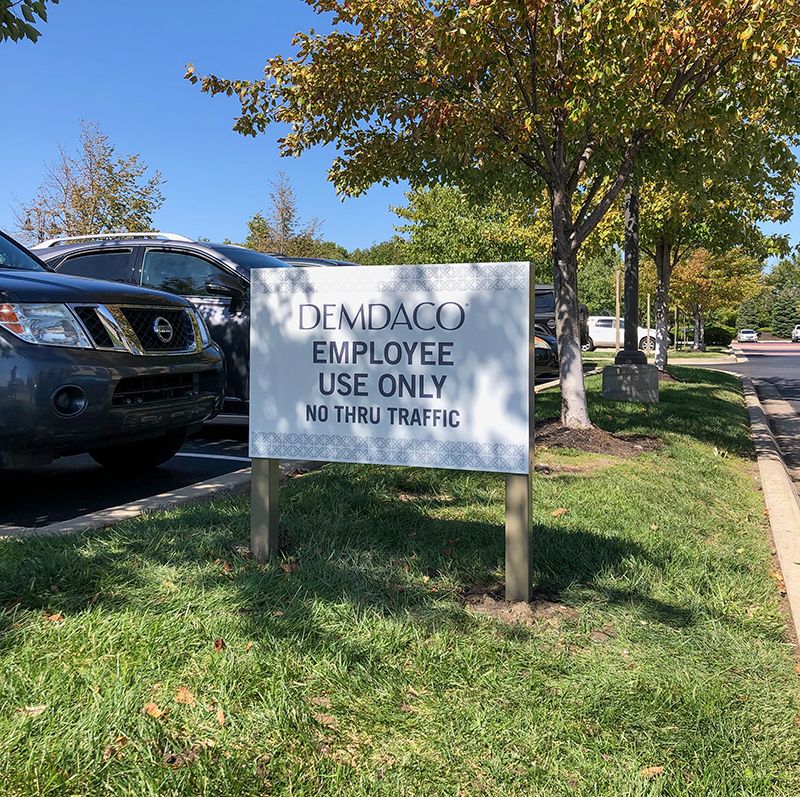 DEMDACO®
EMPLOYEE
USE ONLY
NO THRU TRAFFIC
NISSAN